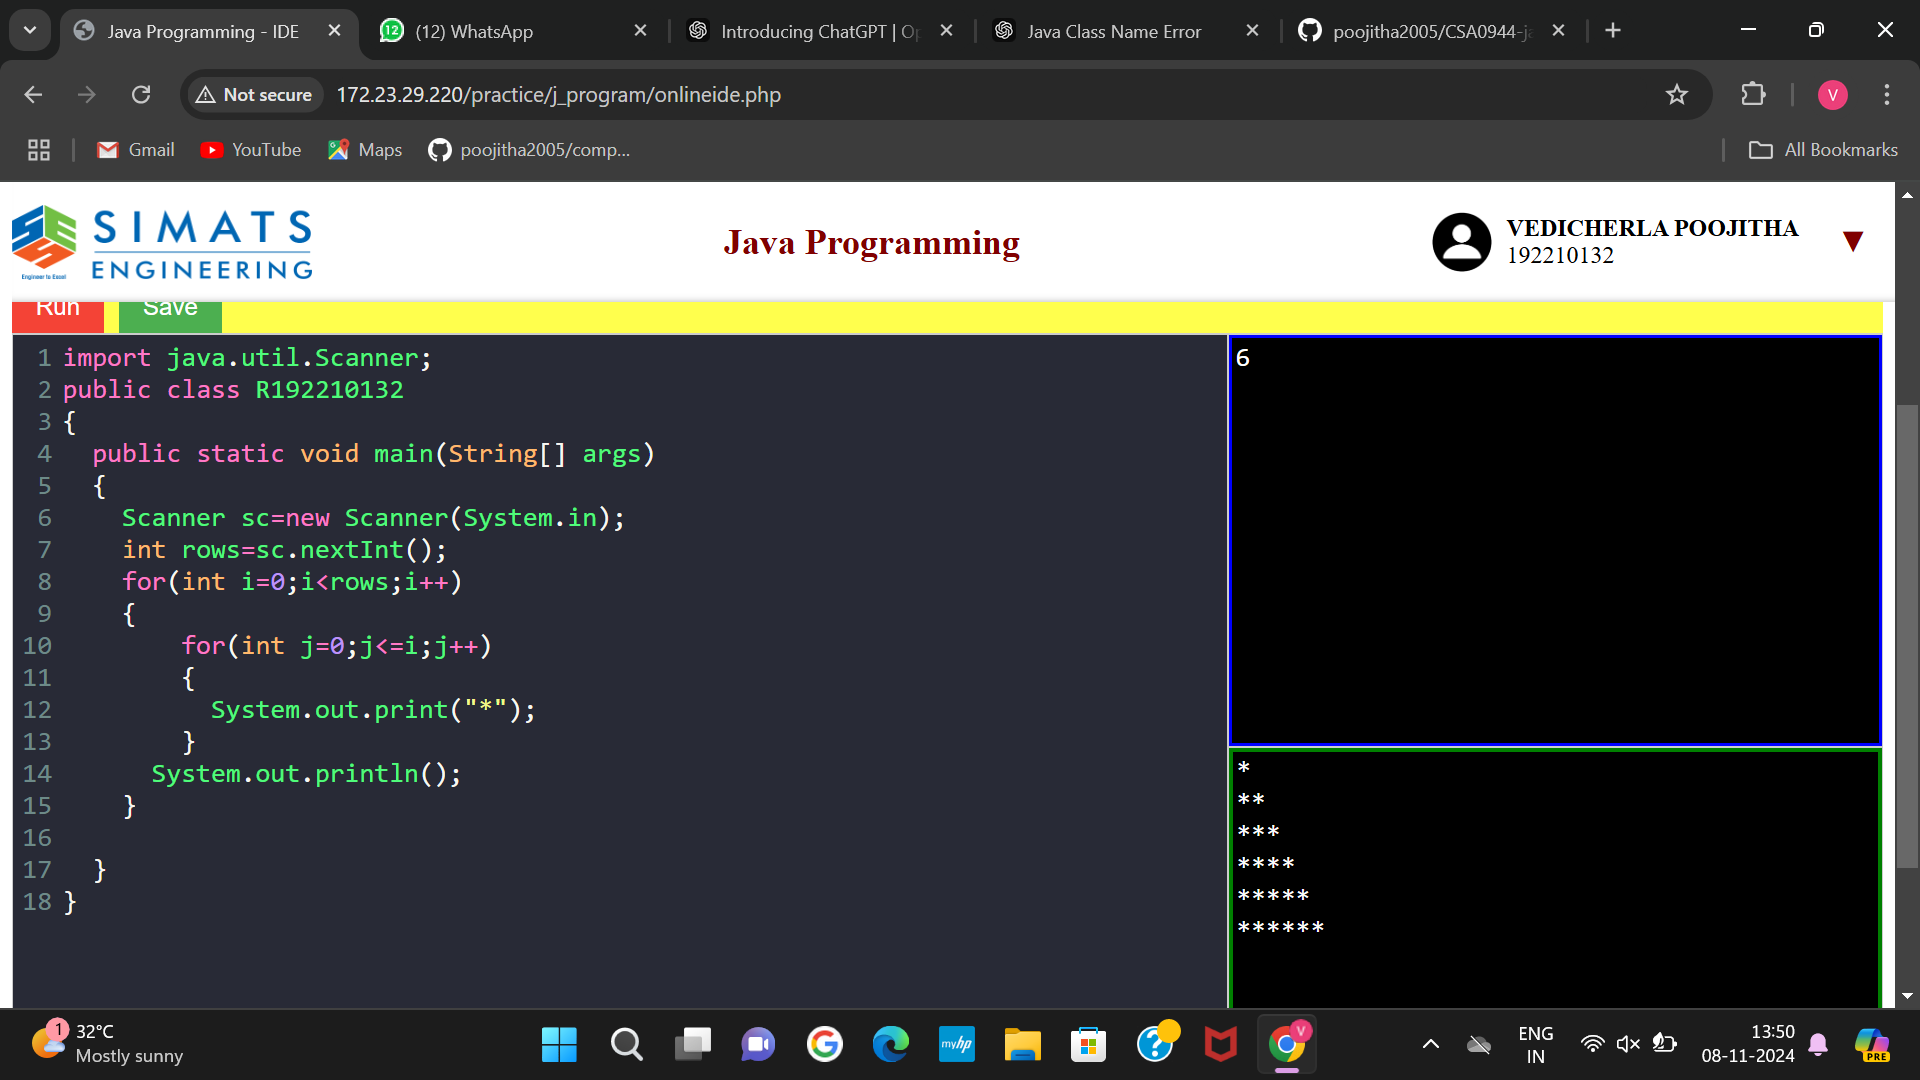 Java Programming - IDE
12 (12) WhatsApp
Introducing ChatGPT | Op
Java Class Name Error
poojitha2005/CSA0944-ja
Not secure 172.23.29.220/practice/j_program/onlineide.php V
Gmail YouTube Maps poojitha2005/comp... All Bookmarks
SIMATS
ENGINEERING
Engineer to Excel
Java Programming
VEDICHERLA POOJITHA
192210132
Run Save
1 import java.util.Scanner;
2 public class R192210132
3 {
4 public static void main(String[] args)
5 {
6 Scanner sc=new Scanner(System.in);
7 int rows=sc.nextInt();
8 for(int i=0;i<rows;i++)
9 {
10 for(int j=0;j<=i;j++)
11 {
12 System.out.print("*");
13 }
14 System.out.println();
15 }
16
17 }
18 }
6
*
**
***
****
*****
******
1 32°C
Mostly sunny
myhp
V
ENG
IN
13:50
08-11-2024
PRE